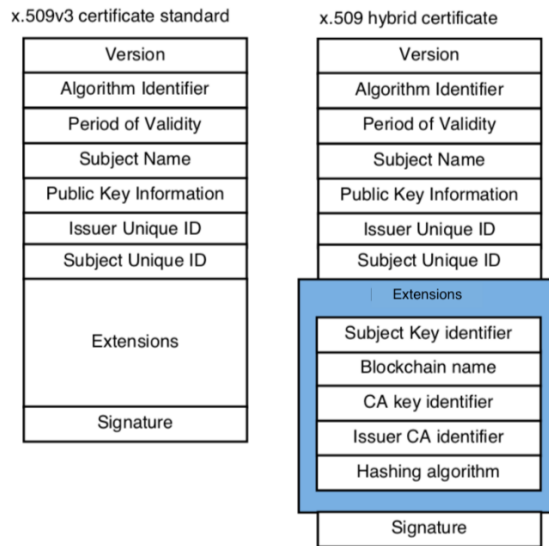 x.509v3 certificate standard
Version
Algorithm Identifier
Period of Validity
Subject Name
Public Key Information
Issuer Unique ID
Subject Unique ID
Extensions
Signature
x.509 hybrid certificate
Version
Algorithm Identifier
Period of Validity
Subject Name
Public Key Information
Issuer Unique ID
Subject Unique ID
Extensions
Subject Key identifier
Blockchain name
CA key identifier
Issuer CA identifier
Hashing algorithm
Signature